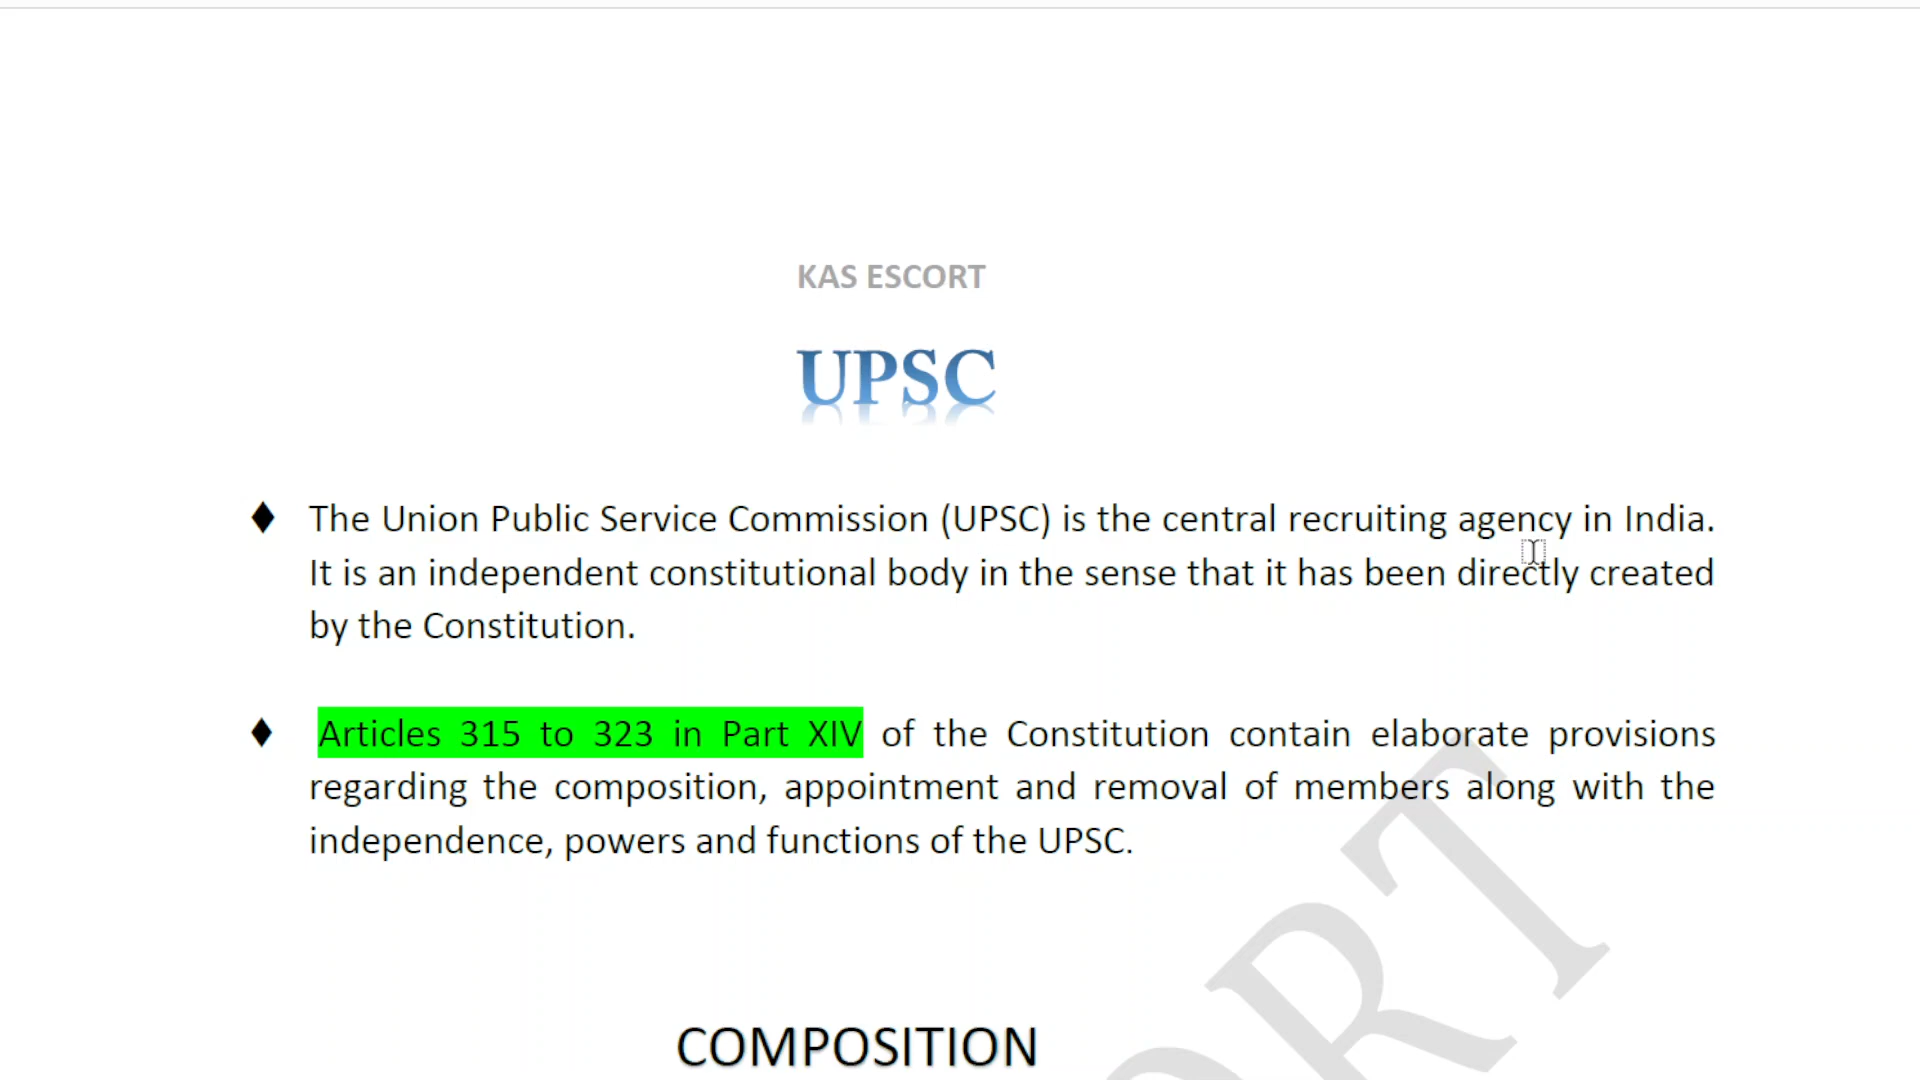 KAS ESCORT
UPSC
♦ The Union Public Service Commission (UPSC) is the central recruiting agency in India.
It is an independent constitutional body in the sense that it has been directly created
by the Constitution.
♦ Articles 315 to 323 in Part XIV of the Constitution contain elaborate provisions
regarding the composition, appointment and removal of members along with the
independence, powers and functions of the UPSC.
COMPOSITION
ORT